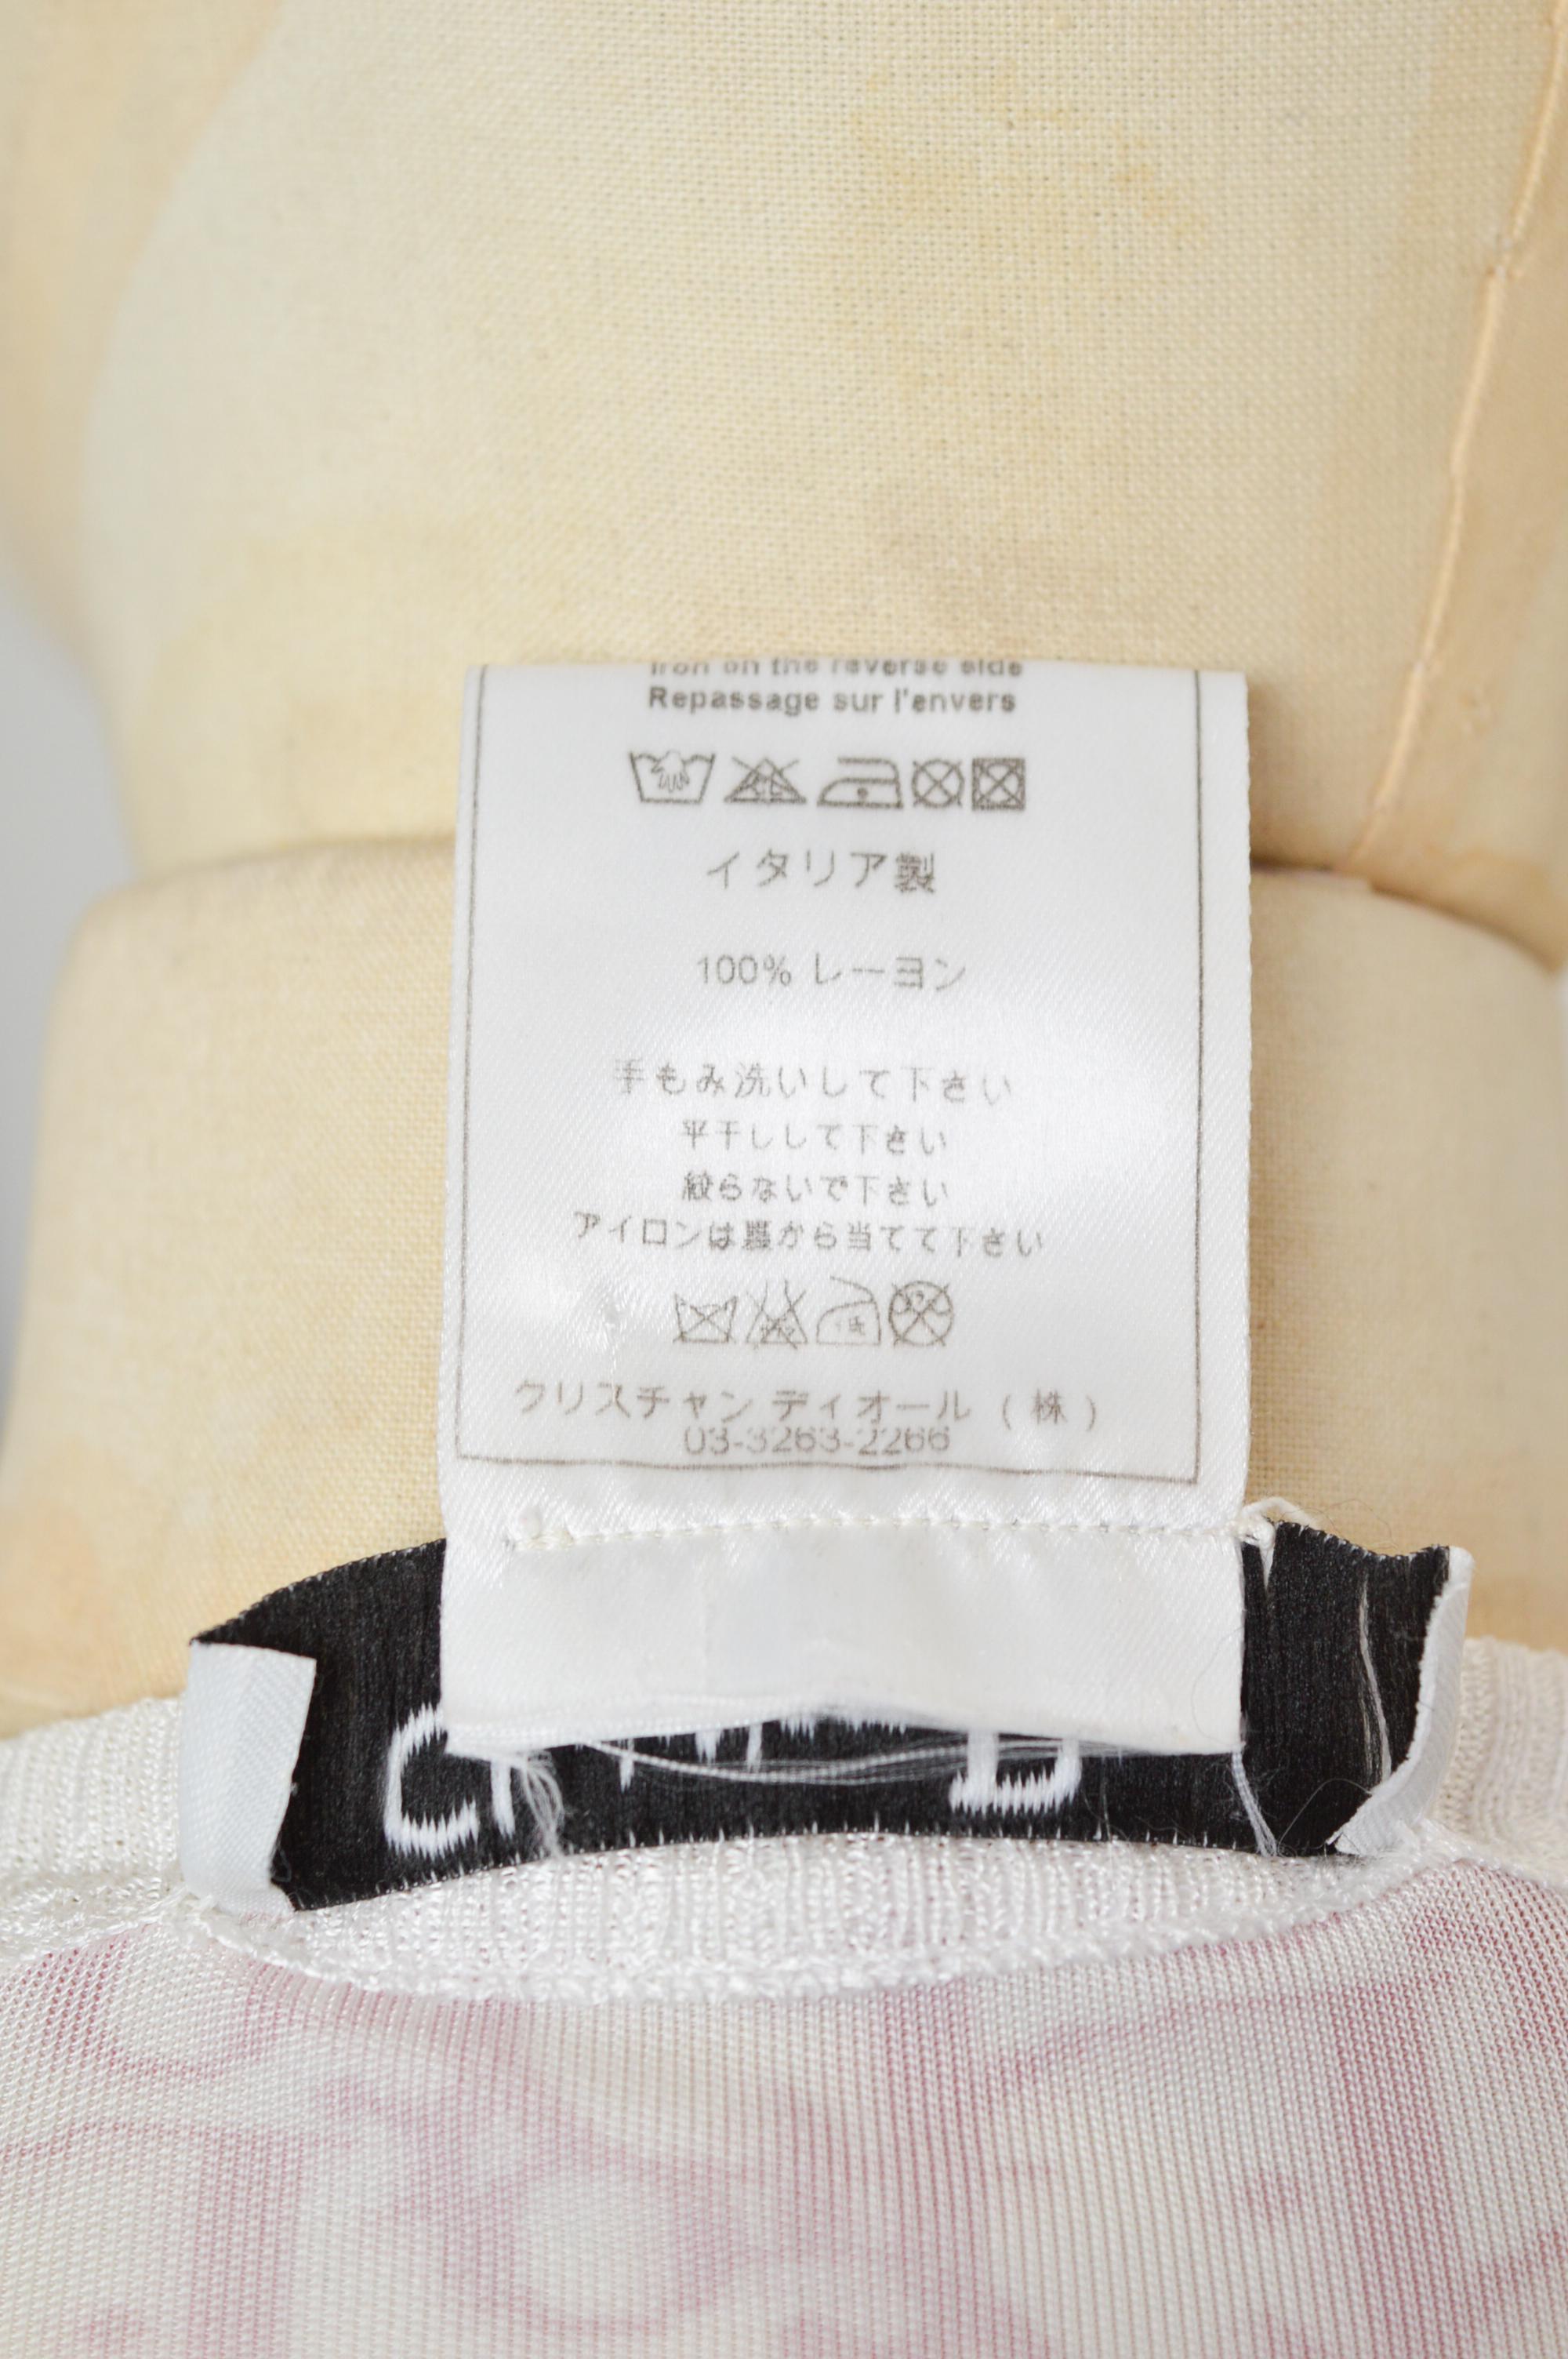 Iron on the reverse side
Repassage sur l'envers
イタリア製
100% レーヨン
手もみ洗いして下さい
平干しして下さい
絞らないで下さい
アイロンは裏から当てて下さい
クリスチャン ディオール (株)
03-3263-2266